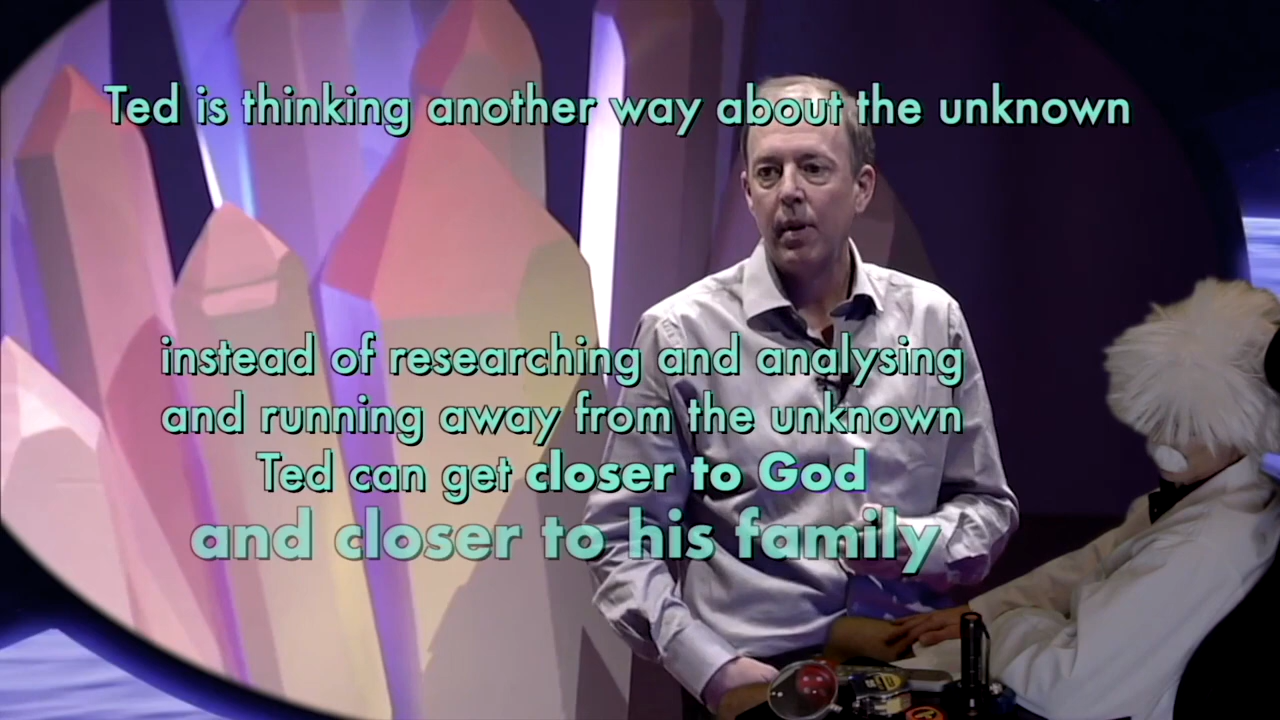 Ted is thinking another way about the unknown
instead of researching and analysing
and running away from the unknown
Ted can get closer to God
and closer to his family